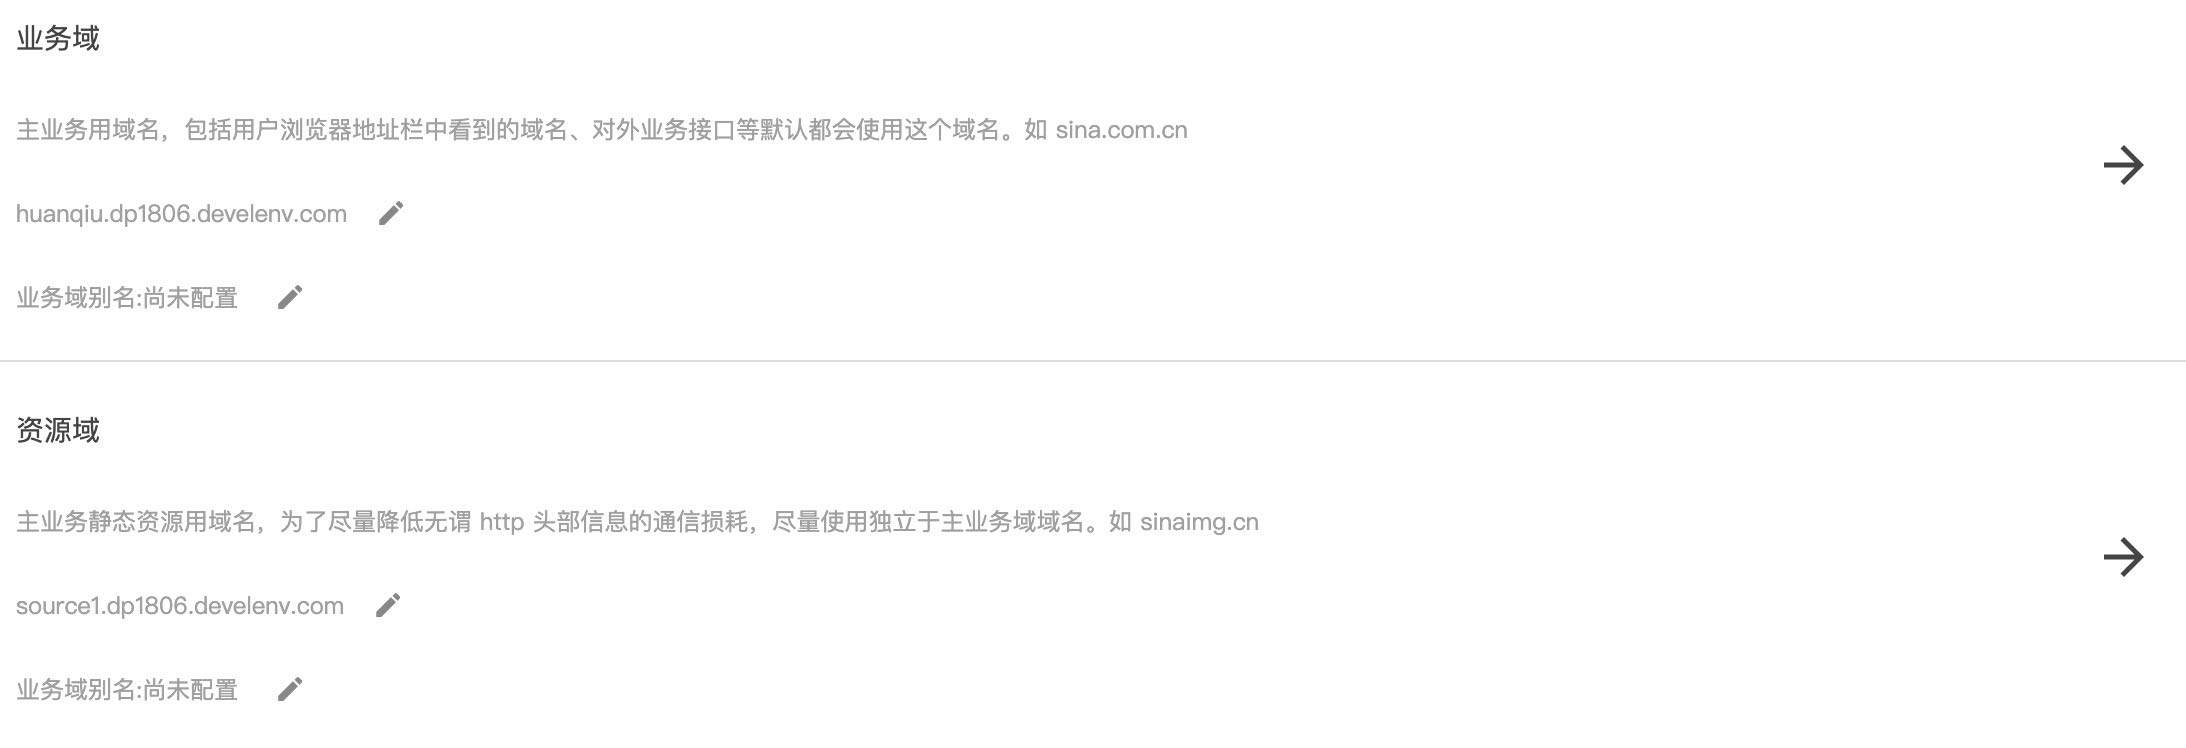 业务域
主业务用域名，包括用户浏览器地址栏中看到的域名、对外业务接口等默认都会使用这个域名。如 sina.com.cn
huanqiu.dp1806.develenv.com
业务域别名:尚未配置
资源域
主业务静态资源用域名，为了尽量降低无谓 http 头部信息的通信损耗，尽量使用独立于主业务域域名。如 sinaimg.cn
source1.dp1806.develenv.com
业务域别名:尚未配置